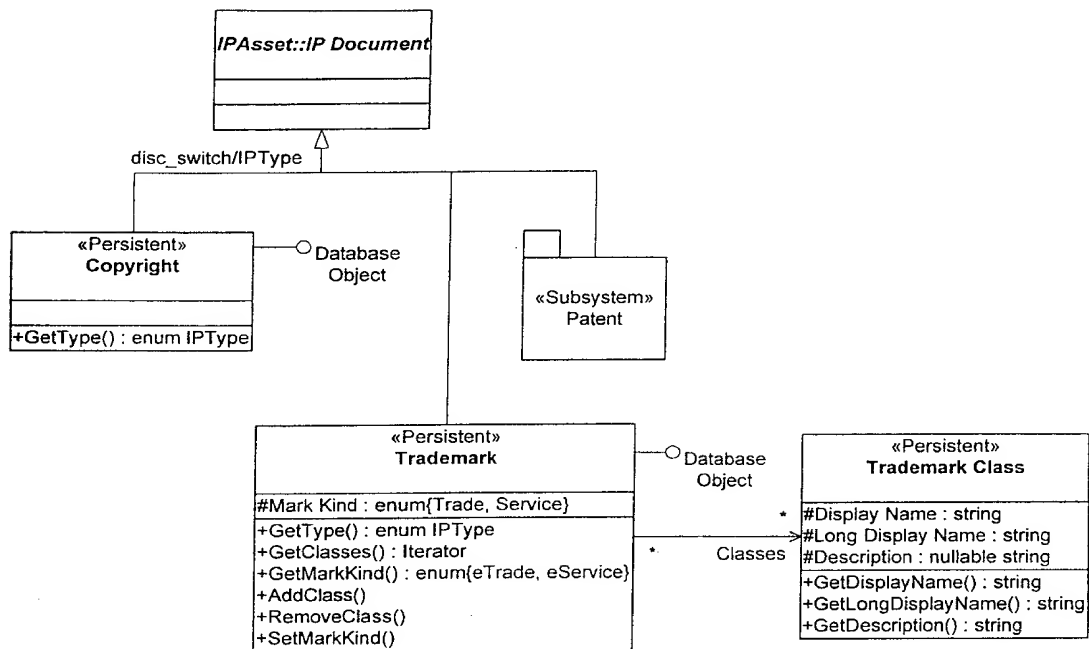 IPAsset::IP Document
disc_switch/IPType
«Persistent»
Copyright
+GetType() : enum IPType
Database
Object
«Subsystem»
Patent
«Persistent»
Trademark
#Mark Kind : enum{Trade, Service}
+GetType() : enum IPType
+GetClasses() : Iterator
+GetMarkKind() : enum{eTrade, eService}
+AddClass()
+RemoveClass()
+SetMarkKind()
Database
Object
*
*
Classes
«Persistent»
Trademark Class
#Display Name : string
#Long Display Name : string
#Description : nullable string
+GetDisplayName() : string
+GetLongDisplayName() : string
+GetDescription() : string